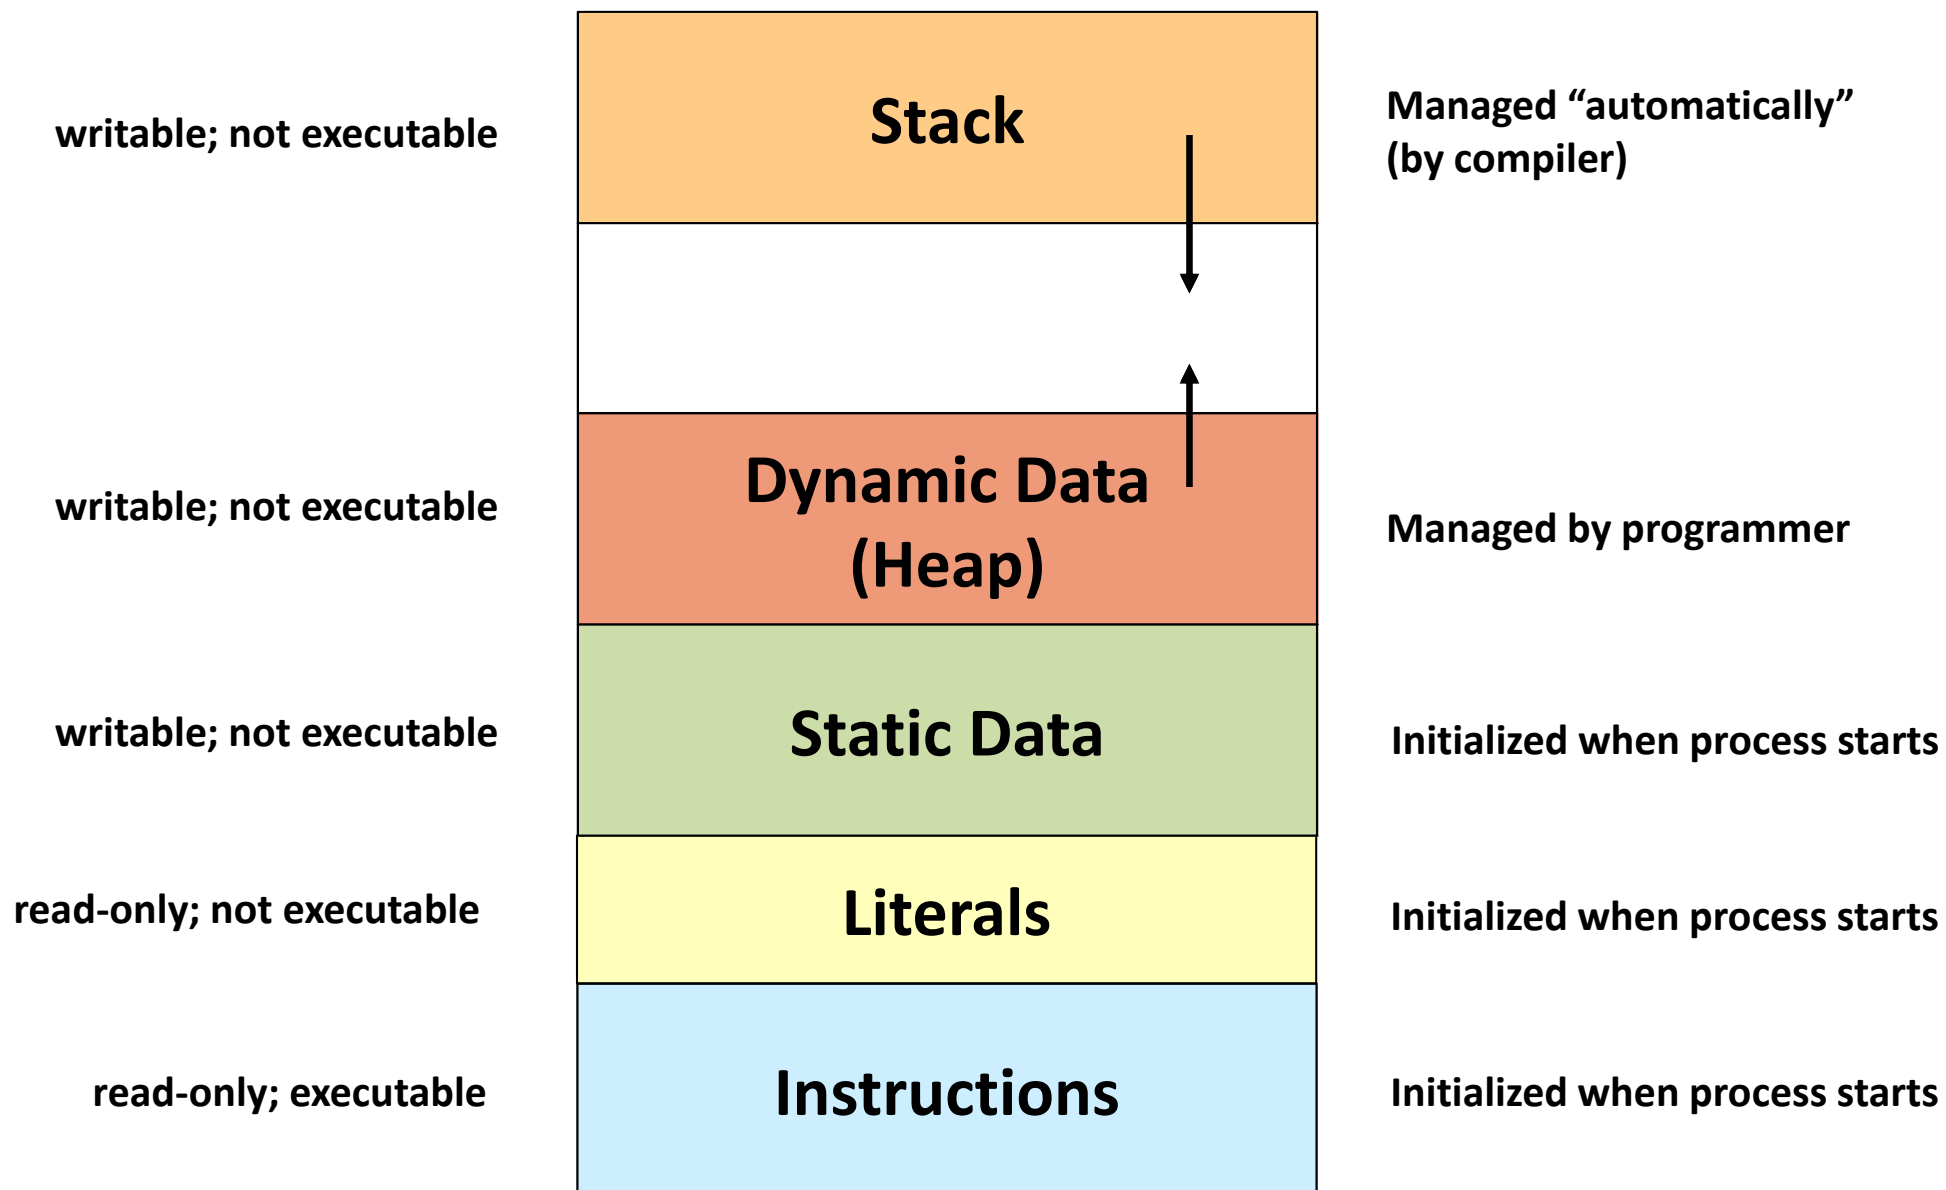 writable; not executable
Stack
Managed “automatically”
(by compiler)
writable; not executable
Dynamic Data
(Heap)
Managed by programmer
writable; not executable
Static Data
Initialized when process starts
read-only; not executable
Literals
Initialized when process starts
read-only; executable
Instructions
Initialized when process starts